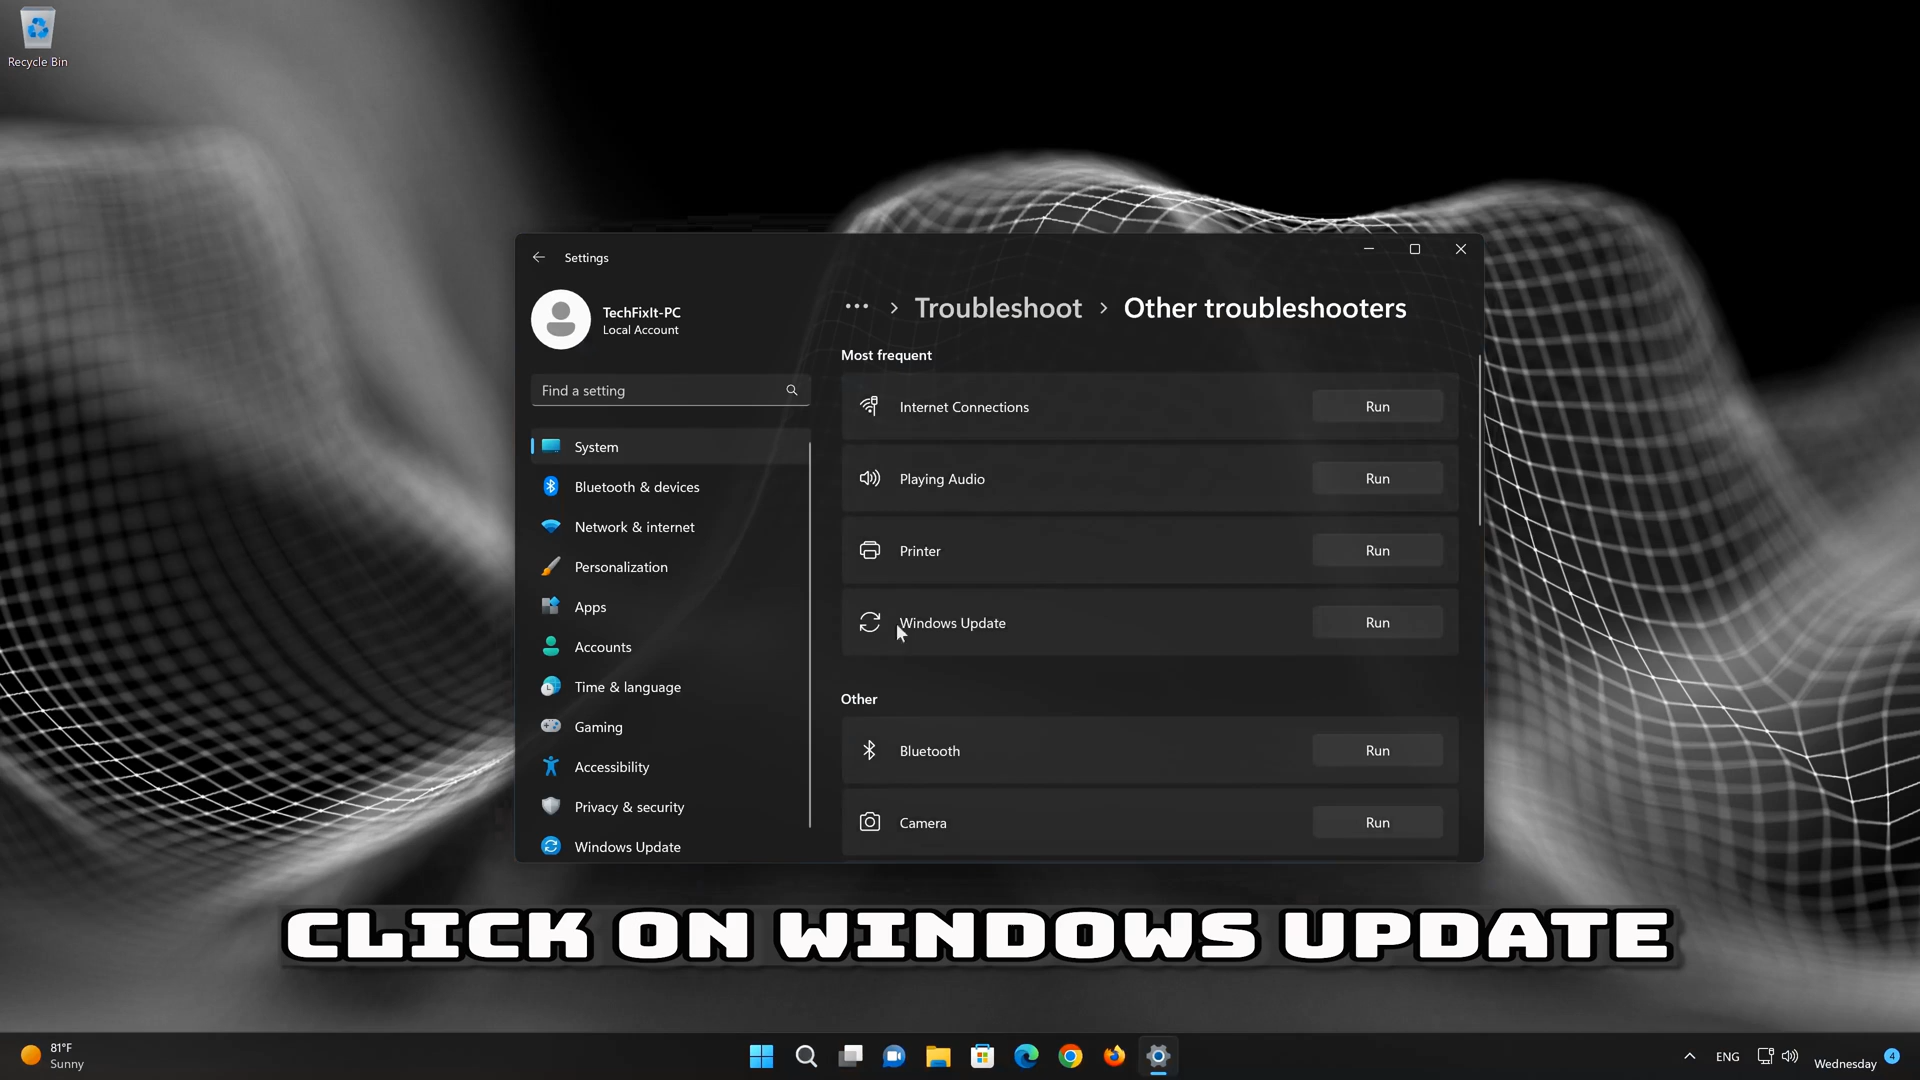 Recycle Bin
Settings
TechFixIt-PC
Local Account
Find a setting
System
Bluetooth & devices
Network & internet
Personalization
Apps
Accounts
Time & language
Gaming
Accessibility
Privacy & security
Windows Update
... > Troubleshoot > Other troubleshooters
Most frequent
Internet Connections Run
Playing Audio Run
Printer Run
Windows Update Run
Other
Bluetooth Run
Camera Run
CLICK ON WINDOWS UPDATE
81°F
Sunny
ENG
Wednesday 4